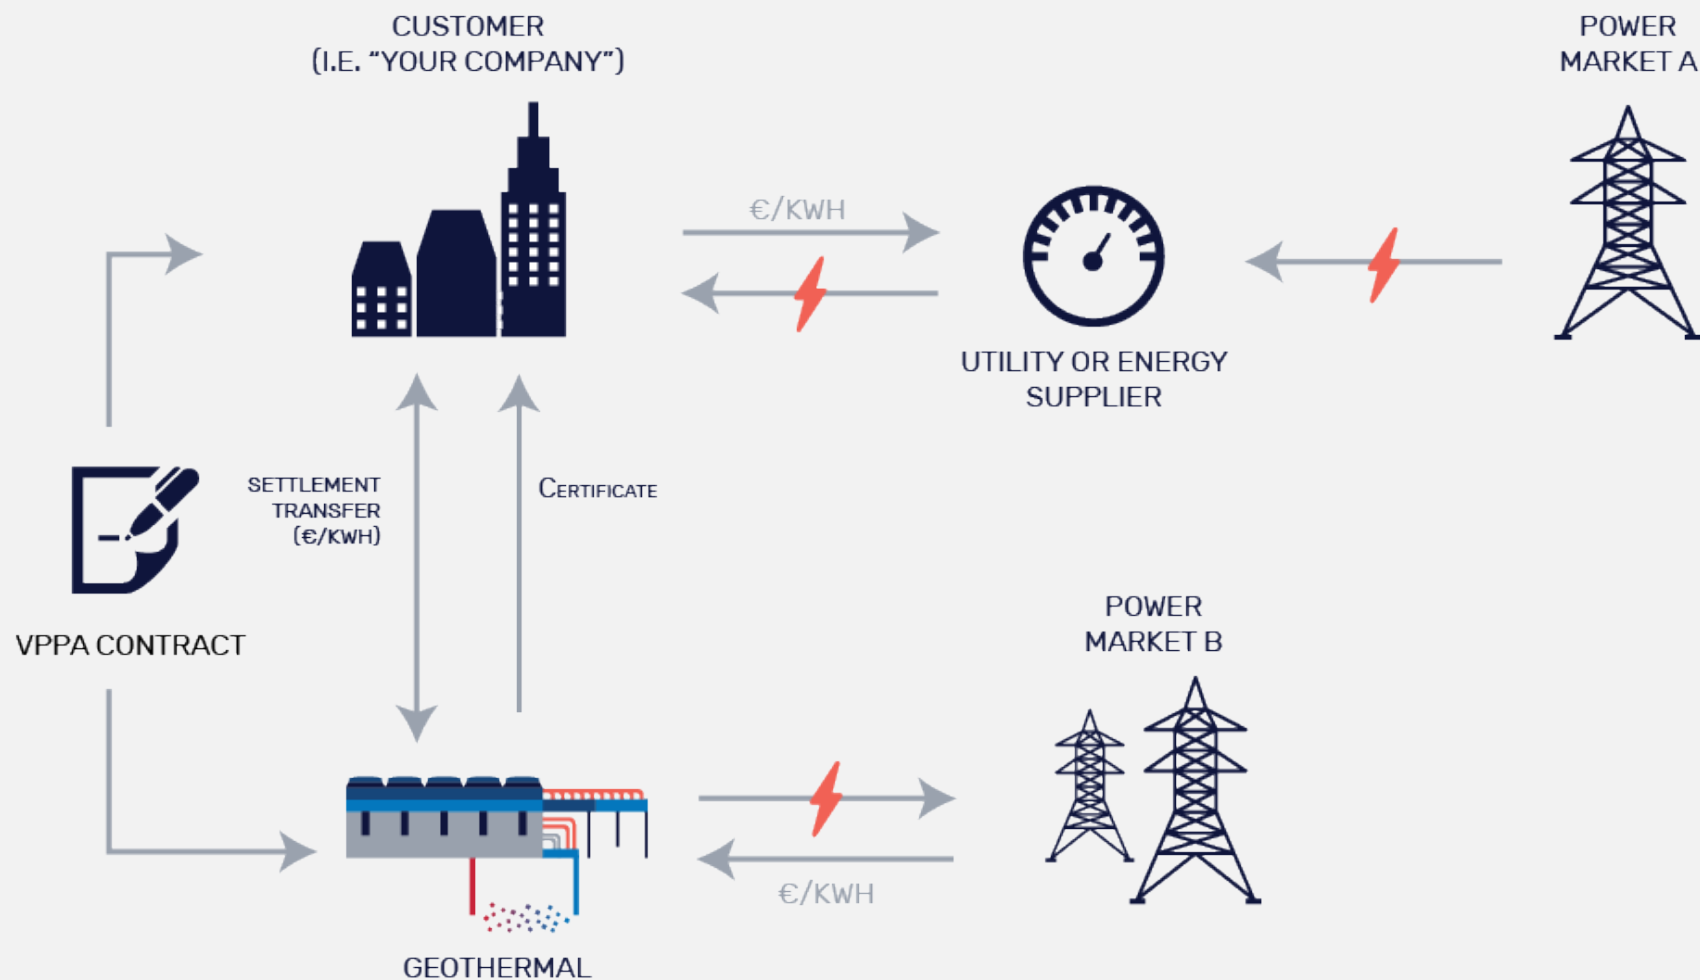 CUSTOMER
(I.E. “YOUR COMPANY”)
POWER
MARKET A
€/KWH
UTILITY OR ENERGY
SUPPLIER
SETTLEMENT
TRANSFER
(€/KWH)
CERTIFICATE
VPPA CONTRACT
POWER
MARKET B
€/KWH
GEOTHERMAL